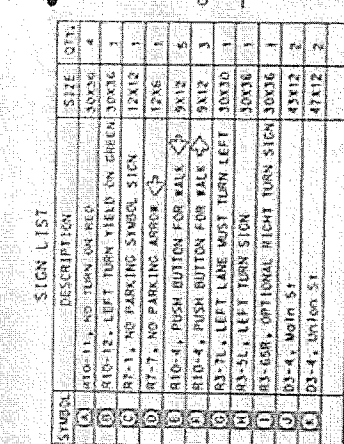 SIGN LIST
SYMBOL DESCRIPTION SIZE QTY.
A R10-11, NO TURN ON RED 30X36 4
B R10-12, LEFT TURN YIELD ON GREEN 30X36 1
C R7-1, NO PARKING SYMBOL SIGN 12X12 1
D R7-7, NO PARKING ARROW 12X6 1
E R10-4, PUSH BUTTON FOR WALK 9X12 5
F R10-4, PUSH BUTTON FOR WALK 9X12 3
G R3-7L, LEFT LANE MUST TURN LEFT 30X30 1
H R3-5L, LEFT TURN SIGN 30X36 1
I R3-6SR, OPTIONAL RIGHT TURN SIGN 30X36 1
J D3-4, Main St 43X12 2
K D3-4, Union St 47X12 2